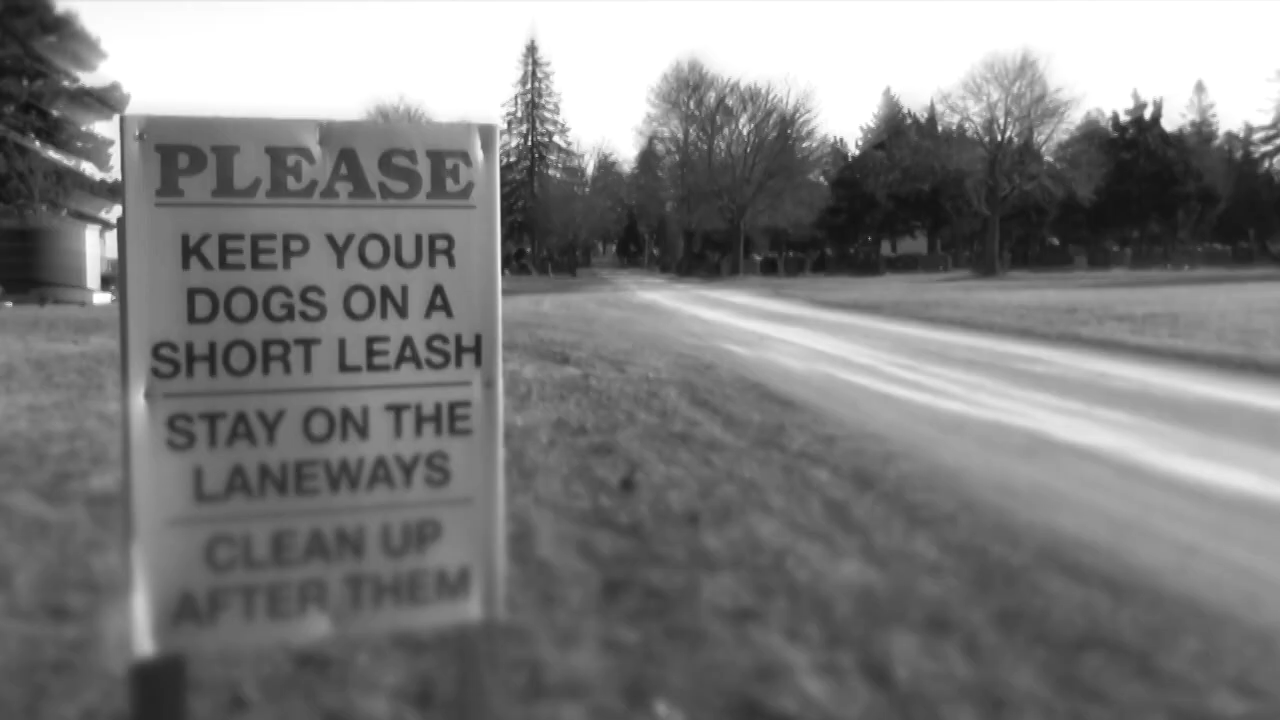 PLEASE
KEEP YOUR
DOGS ON A
SHORT LEASH
STAY ON THE
LANEWAYS
CLEAN UP
AFTER THEM